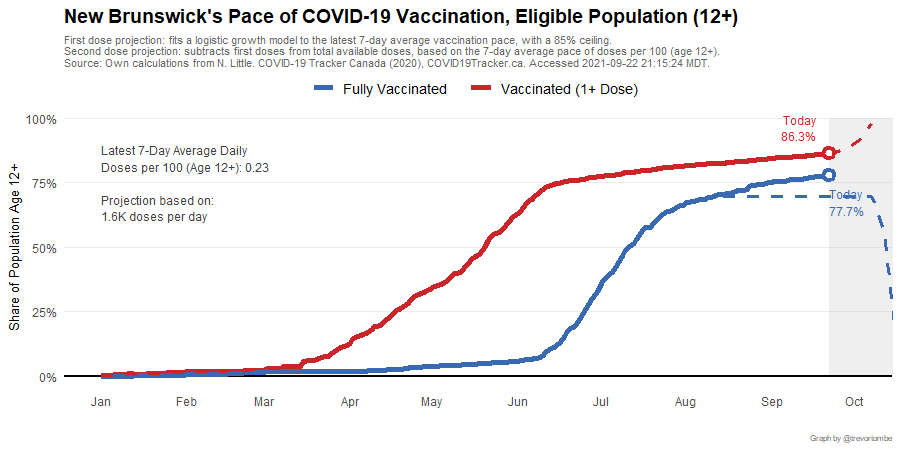 New Brunswick's Pace of COVID-19 Vaccination, Eligible Population (12+)
First dose projection: fits a logistic growth model to the latest 7-day average vaccination pace, with a 85% ceiling.
Second dose projection: subtracts first doses from total available doses, based on the 7-day average pace of doses per 100 (age 12+).
Source: Own calculations from N. Little. COVID-19 Tracker Canada (2020), COVID19Tracker.ca. Accessed 2021-09-22 21:15:24 MDT.
Fully Vaccinated
Vaccinated (1+ Dose)
Share of Population Age 12+
100%
75%
50%
25%
0%
Latest 7-Day Average Daily
Doses per 100 (Age 12+): 0.23
Projection based on:
1.6K doses per day
Today
86.3%
Today
77.7%
Jan Feb Mar Apr May Jun Jul Aug Sep Oct
Graph by @trevortombe